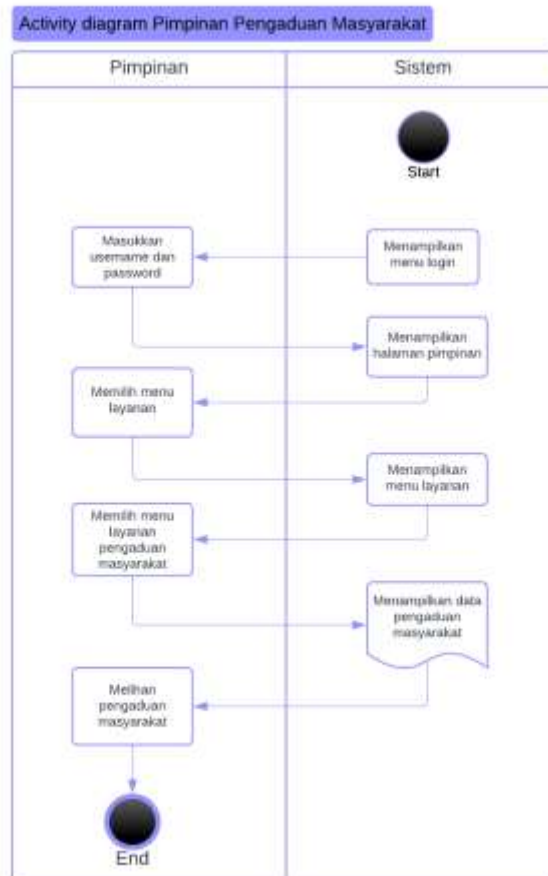 Activity diagram Pimpinan Pengaduan Masyarakat
Pimpinan
Sistem
Start
Menampilkan
menu login
Masukkan
username dan
password
Menampilkan
halaman pimpinan
Memilih menu
layanan
Menampilkan
menu layanan
Memilih menu
layanan
pengaduan
masyarakat
Menampilkan data
pengaduan
masyarakat
Melihan
pengaduan
masyarakat
End